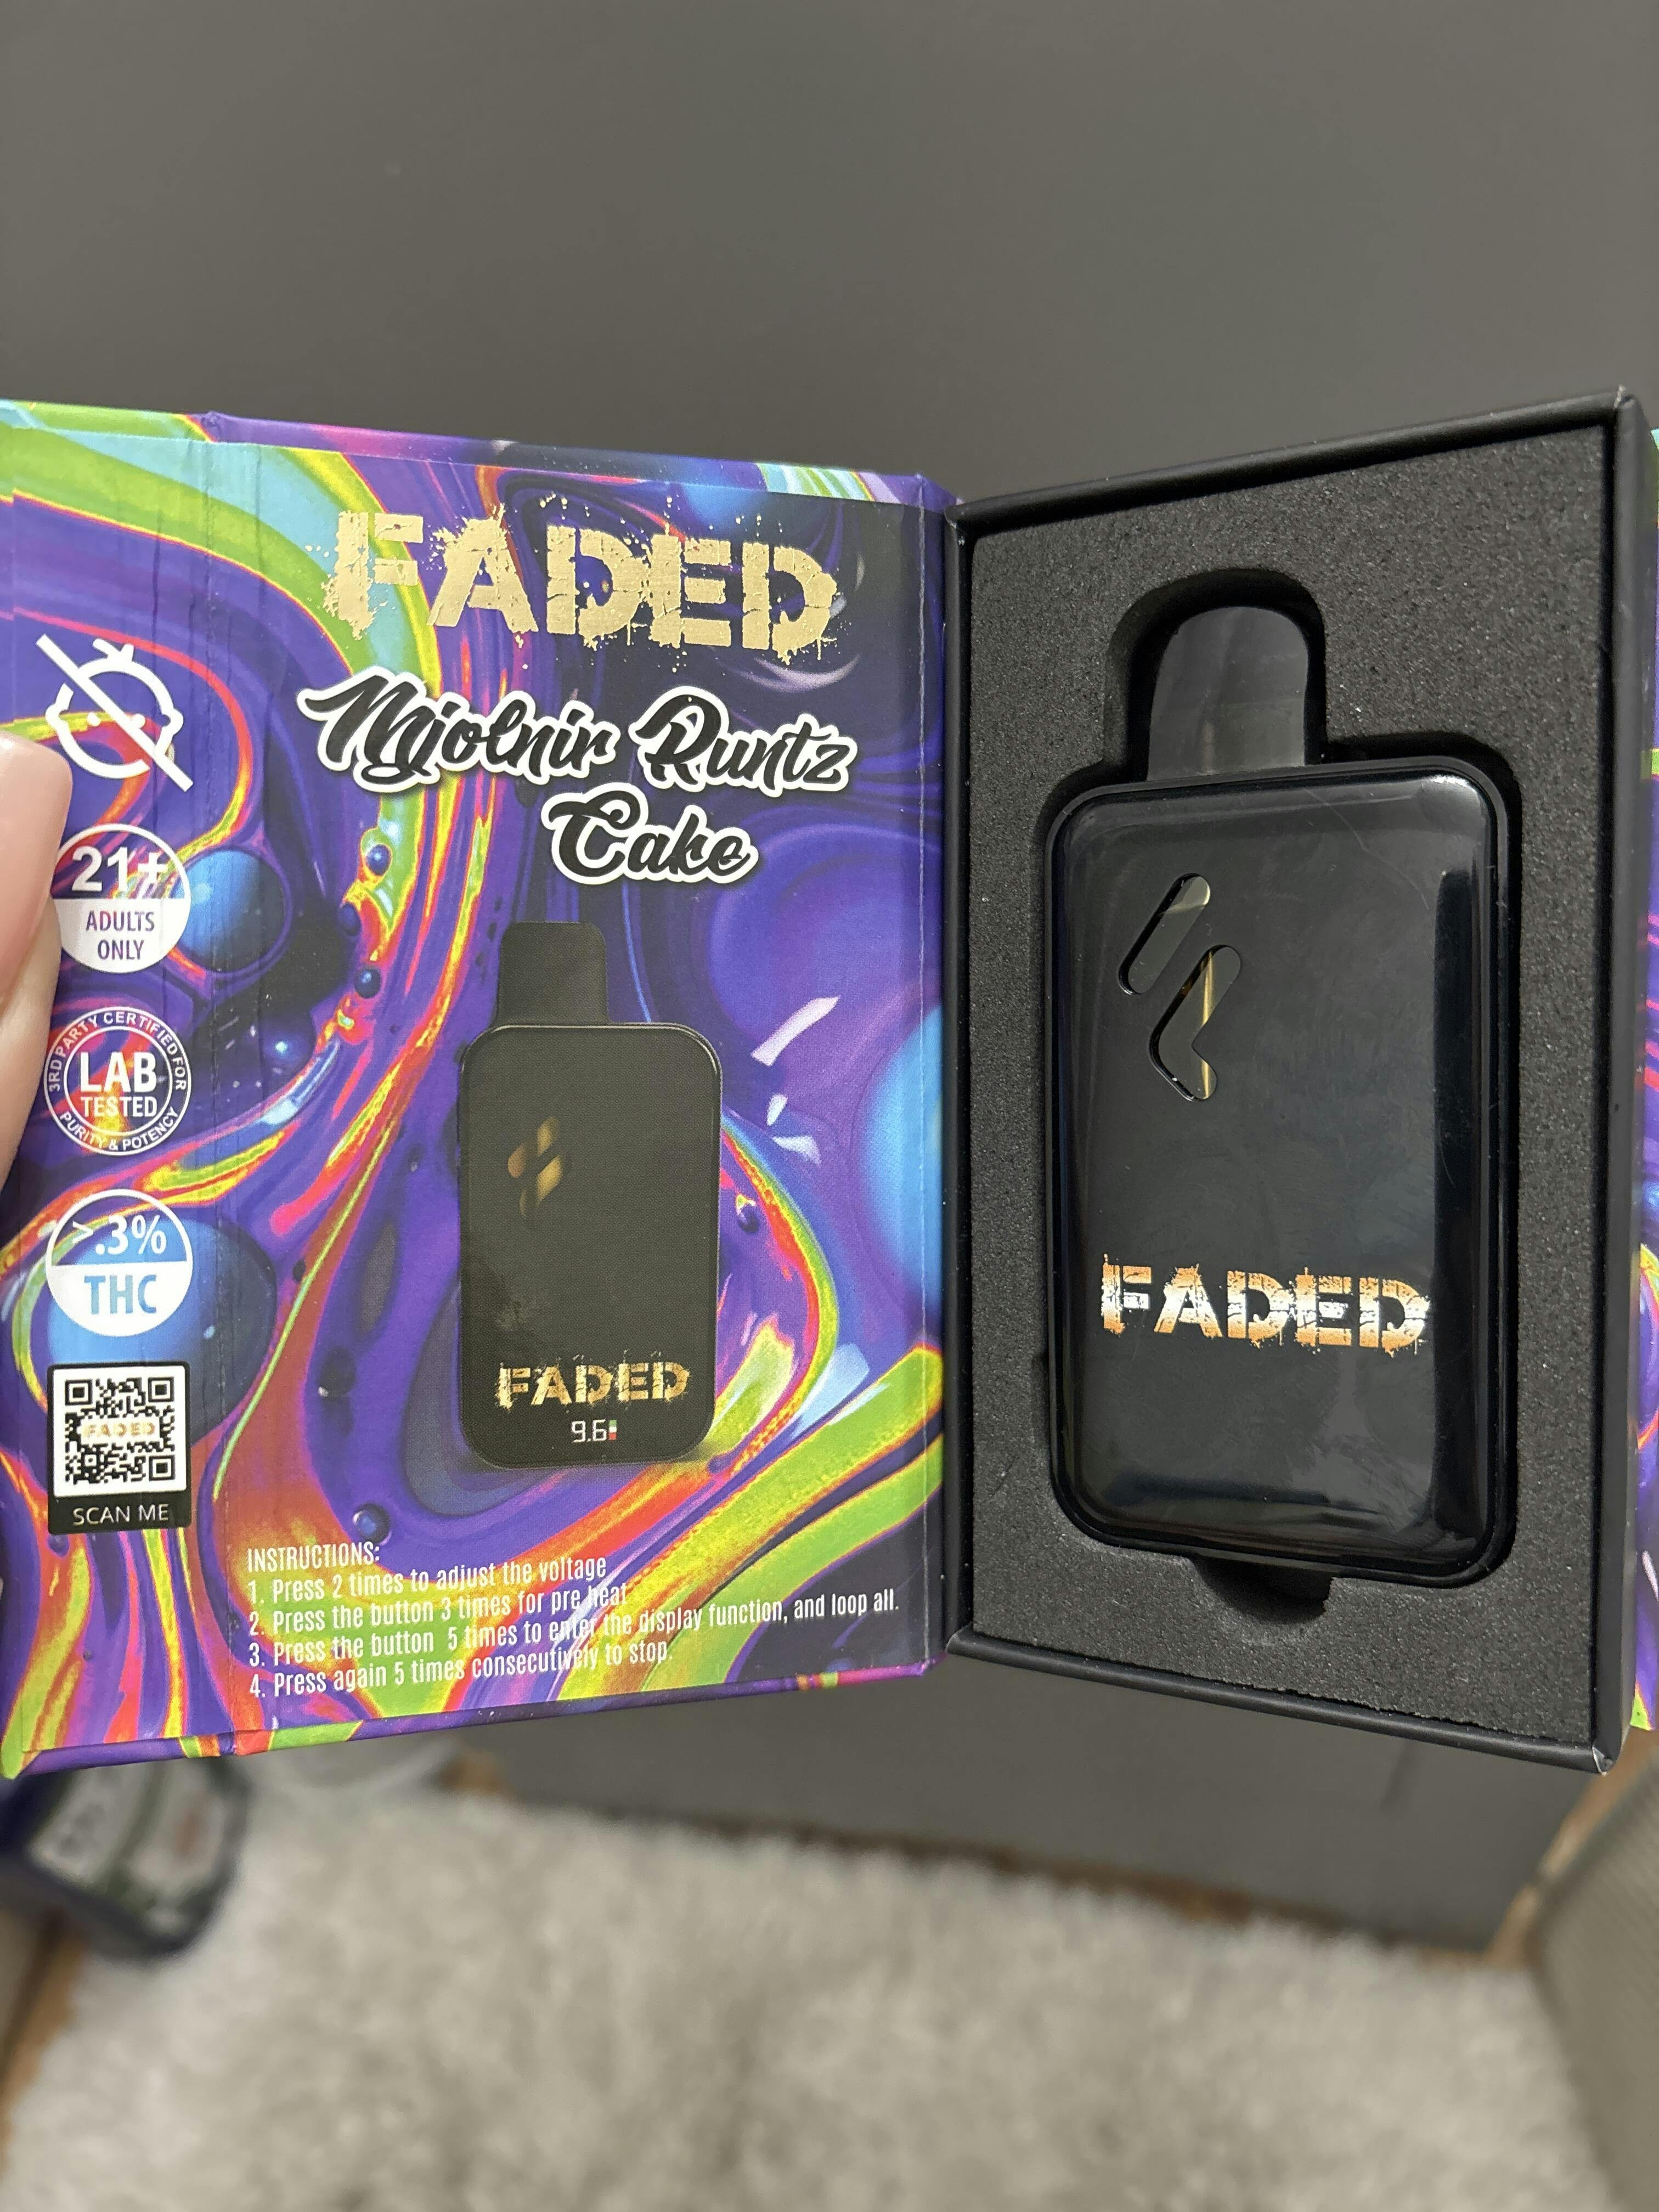 FADED
Mjolnir Runtz
Cake
21+
ADULTS
ONLY
3RD PARTY CERTIFIED FOR
LAB
TESTED
PURITY & POTENCY
>.3%
THC
FADED
SCAN ME
FADED
9.6
INSTRUCTIONS:
1. Press 2 times to adjust the voltage
2. Press the button 3 times for pre heat
3. Press the button 5 times to enter the display function, and loop all.
4. Press again 5 times consecutively to stop.
FADED